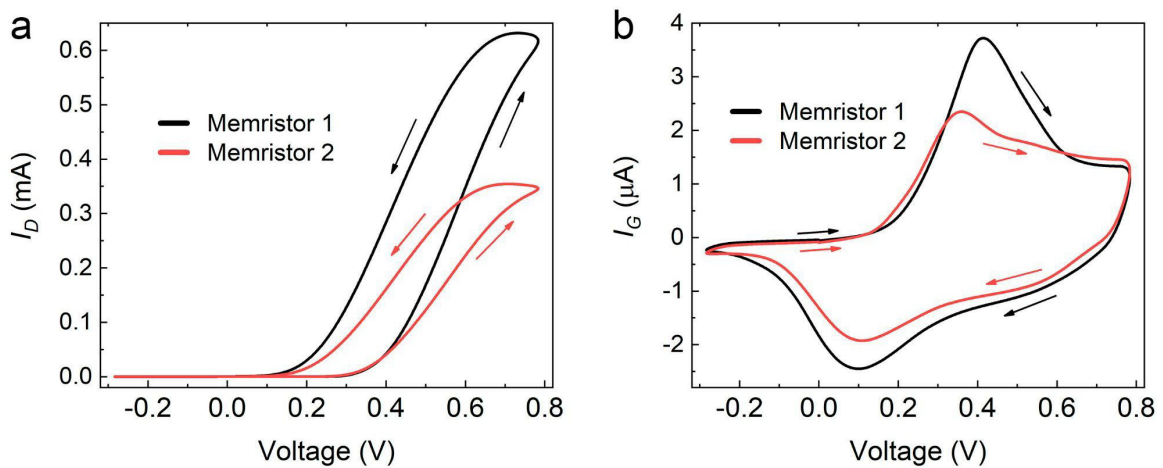 a
I_D (mA)
0.6
0.5
0.4
0.3
0.2
0.1
0.0
Memristor 1
Memristor 2
-0.2 0.0 0.2 0.4 0.6 0.8
Voltage (V)
b
I_G (μA)
4
3
2
1
0
-1
-2
Memristor 1
Memristor 2
-0.2 0.0 0.2 0.4 0.6 0.8
Voltage (V)